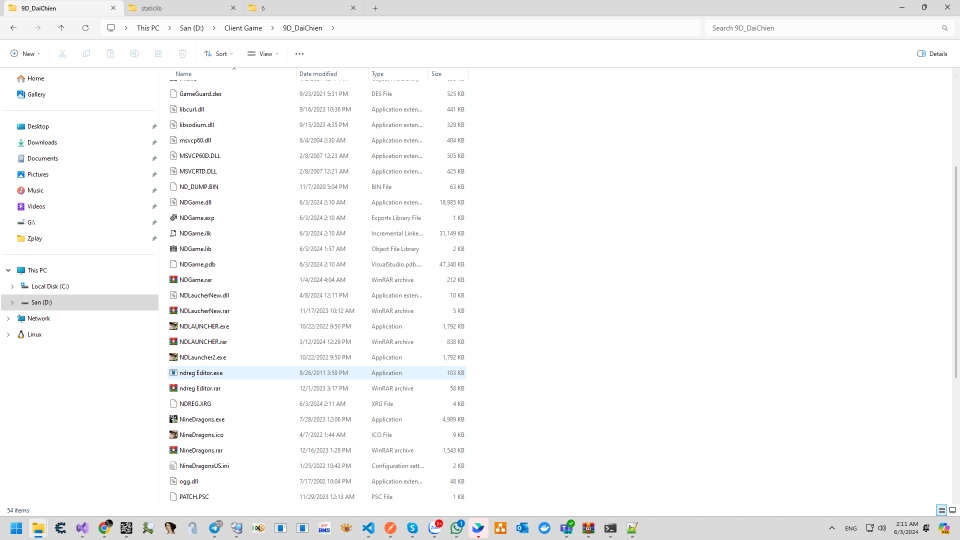 9D_DaiChien
staticlib
6
This PC
San (D:)
Client Game
9D_DaiChien
Search 9D_DaiChien
New
Sort
View
Details
Home
Gallery
Desktop
Downloads
Documents
Pictures
Music
Videos
G:\
Zplay
This PC
Local Disk (C:)
San (D:)
Network
Linux
Name Date modified Type Size
GameGuard.des 9/23/2021 5:31 PM DES File 525 KB
libcurl.dll 9/16/2023 10:36 PM Application exten... 441 KB
libsodium.dll 9/15/2023 4:35 PM Application exten... 329 KB
msvcp60.dll 8/4/2004 2:30 AM Application exten... 404 KB
MSVCP60D.DLL 2/8/2007 12:23 AM Application exten... 505 KB
MSVCRTD.DLL 2/8/2007 12:21 AM Application exten... 425 KB
ND_DUMP.BIN 11/7/2020 5:04 PM BIN File 63 KB
NDGame.dll 6/3/2024 2:10 AM Application exten... 18,985 KB
NDGame.exp 6/3/2024 2:10 AM Exports Library File 1 KB
NDGame.ilk 6/3/2024 2:10 AM Incremental Linke... 31,149 KB
NDGame.lib 6/3/2024 1:57 AM Object File Library 2 KB
NDGame.pdb 6/3/2024 2:10 AM VisualStudio.pdb.... 47,340 KB
NDGame.rar 1/4/2024 4:04 AM WinRAR archive 212 KB
NDLaucherNew.dll 4/8/2024 12:11 PM Application exten... 10 KB
NDLaucherNew.rar 11/17/2023 10:12 AM WinRAR archive 5 KB
NDLAUNCHER.exe 10/22/2022 9:50 PM Application 1,792 KB
NDLAUNCHER.rar 3/12/2024 12:29 PM WinRAR archive 838 KB
NDLauncher2.exe 10/22/2022 9:50 PM Application 1,792 KB
ndreg Editor.exe 8/26/2011 3:59 PM Application 103 KB
ndreg Editor.rar 12/1/2023 3:17 PM WinRAR archive 58 KB
NDREG.XRG 6/3/2024 2:11 AM XRG File 4 KB
NineDragons.exe 7/28/2023 12:06 PM Application 4,989 KB
NineDragons.ico 4/7/2022 1:44 AM ICO File 9 KB
NineDragons.rar 12/16/2023 1:28 PM WinRAR archive 1,543 KB
NineDragonsUS.ini 1/25/2022 10:42 PM Configuration sett... 2 KB
ogg.dll 7/17/2002 10:04 PM Application exten... 48 KB
PATCH.PSC 11/29/2023 12:13 AM PSC File 1 KB
54 items
ENG
2:11 AM
6/3/2024